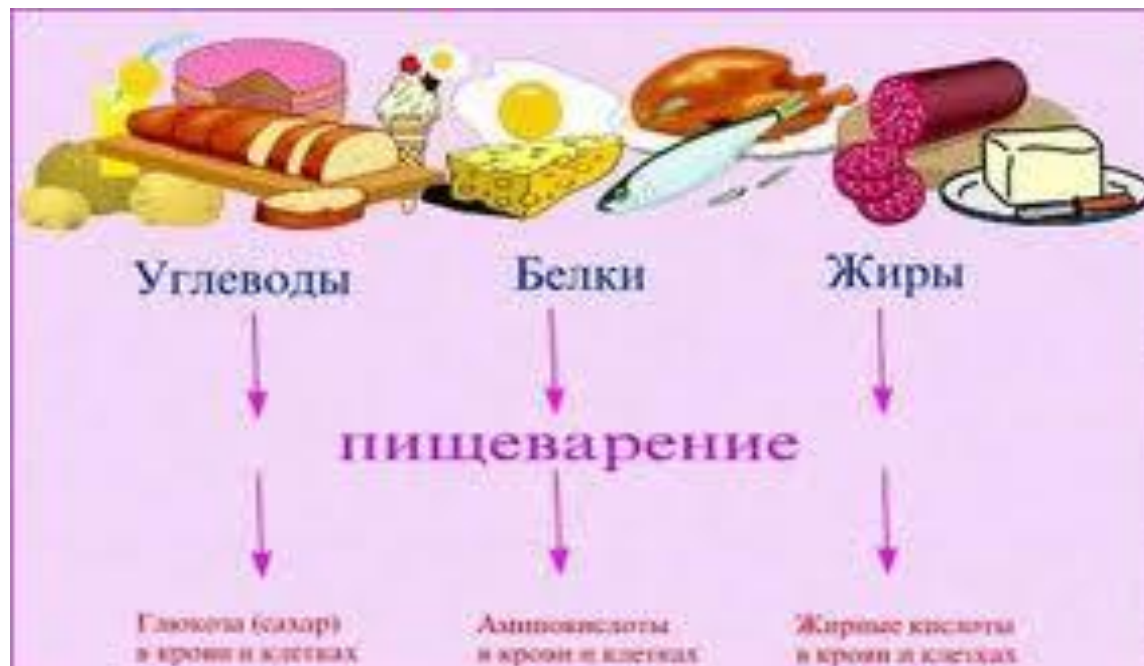 Углеводы Белки Жиры
пищеварение
Глюкоза (сахар) Аминокислоты Жирные кислоты
в крови и клетках в крови и клетках в крови и клетках